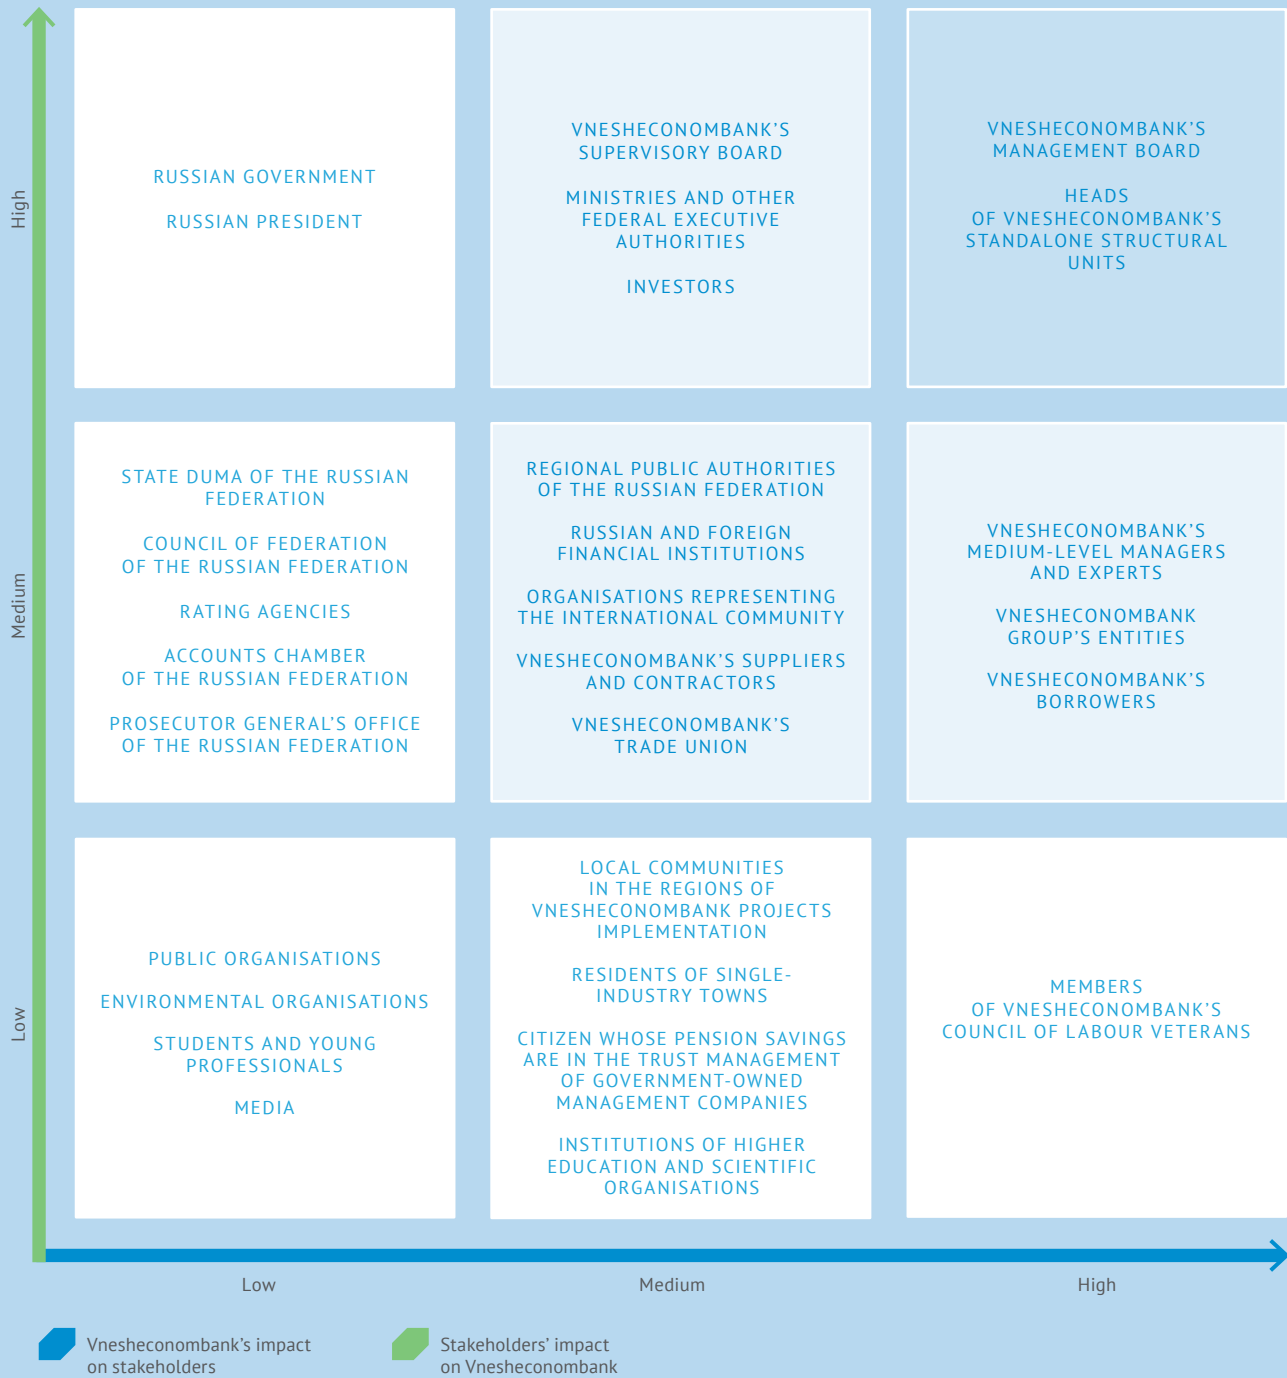 High
RUSSIAN GOVERNMENT
RUSSIAN PRESIDENT
VNESHECONOMBANK'S
SUPERVISORY BOARD
MINISTRIES AND OTHER
FEDERAL EXECUTIVE
AUTHORITIES
INVESTORS
VNESHECONOMBANK'S
MANAGEMENT BOARD
HEADS
OF VNESHECONOMBANK'S
STANDALONE STRUCTURAL
UNITS
Medium
STATE DUMA OF THE RUSSIAN
FEDERATION
COUNCIL OF FEDERATION
OF THE RUSSIAN FEDERATION
RATING AGENCIES
ACCOUNTS CHAMBER
OF THE RUSSIAN FEDERATION
PROSECUTOR GENERAL'S OFFICE
OF THE RUSSIAN FEDERATION
REGIONAL PUBLIC AUTHORITIES
OF THE RUSSIAN FEDERATION
RUSSIAN AND FOREIGN
FINANCIAL INSTITUTIONS
ORGANISATIONS REPRESENTING
THE INTERNATIONAL COMMUNITY
VNESHECONOMBANK'S SUPPLIERS
AND CONTRACTORS
VNESHECONOMBANK'S
TRADE UNION
VNESHECONOMBANK'S
MEDIUM-LEVEL MANAGERS
AND EXPERTS
VNESHECONOMBANK
GROUP'S ENTITIES
VNESHECONOMBANK'S
BORROWERS
Low
PUBLIC ORGANISATIONS
ENVIRONMENTAL ORGANISATIONS
STUDENTS AND YOUNG
PROFESSIONALS
MEDIA
LOCAL COMMUNITIES
IN THE REGIONS OF
VNESHECONOMBANK PROJECTS
IMPLEMENTATION
RESIDENTS OF SINGLE-
INDUSTRY TOWNS
CITIZEN WHOSE PENSION SAVINGS
ARE IN THE TRUST MANAGEMENT
OF GOVERNMENT-OWNED
MANAGEMENT COMPANIES
INSTITUTIONS OF HIGHER
EDUCATION AND SCIENTIFIC
ORGANISATIONS
MEMBERS
OF VNESHECONOMBANK'S
COUNCIL OF LABOUR VETERANS
Low
Medium
High
Vnesheconombank's impact
on stakeholders
Stakeholders' impact
on Vnesheconombank